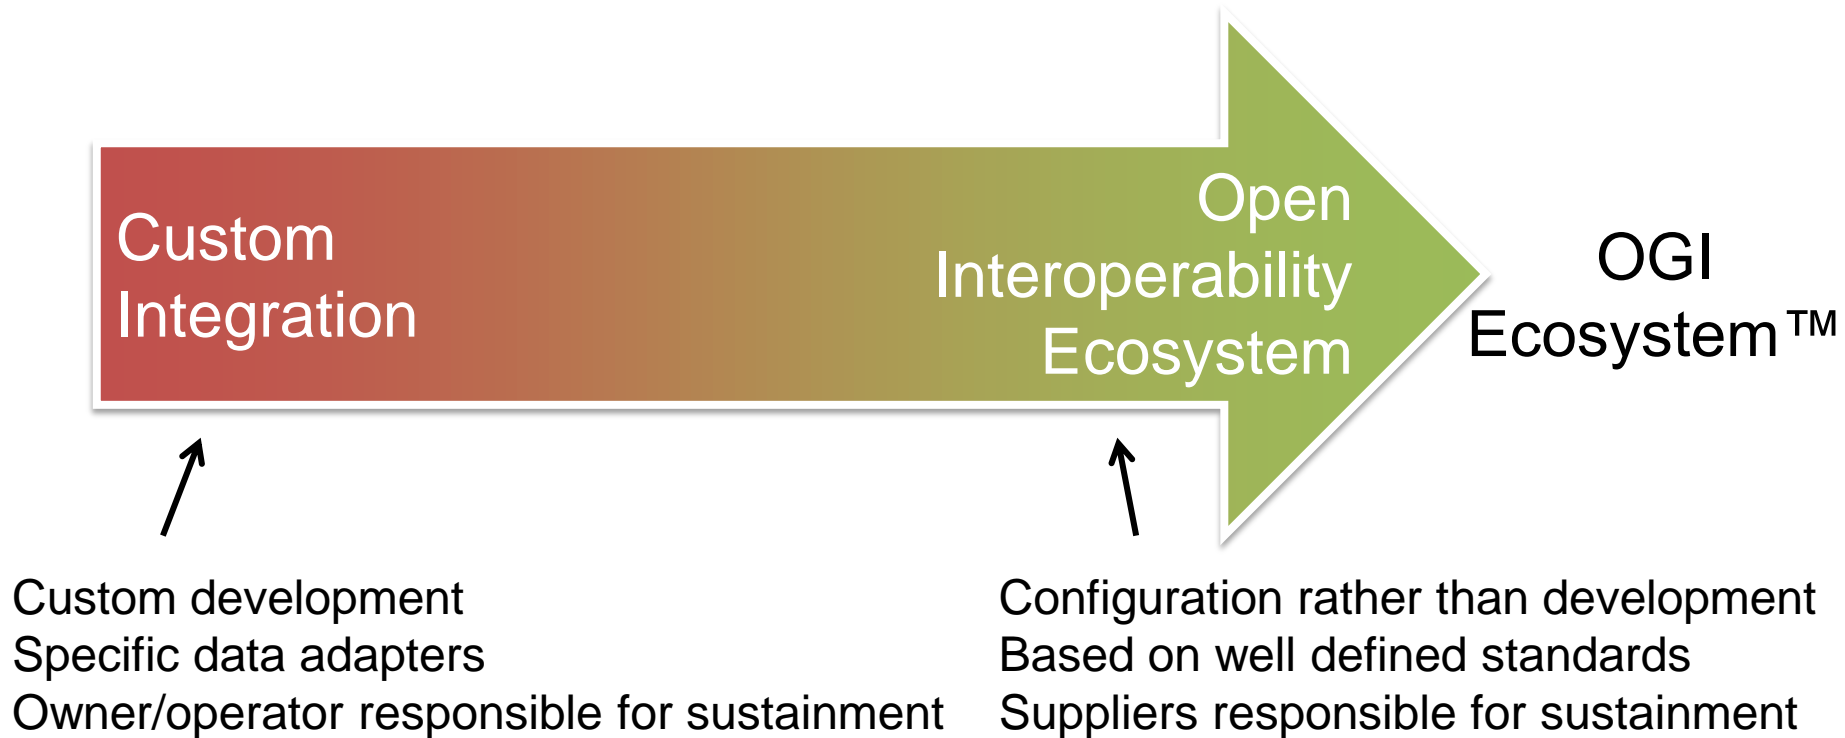 Custom
Integration
Open
Interoperability
Ecosystem
OGI
Ecosystem™
Custom development
Specific data adapters
Owner/operator responsible for sustainment
Configuration rather than development
Based on well defined standards
Suppliers responsible for sustainment